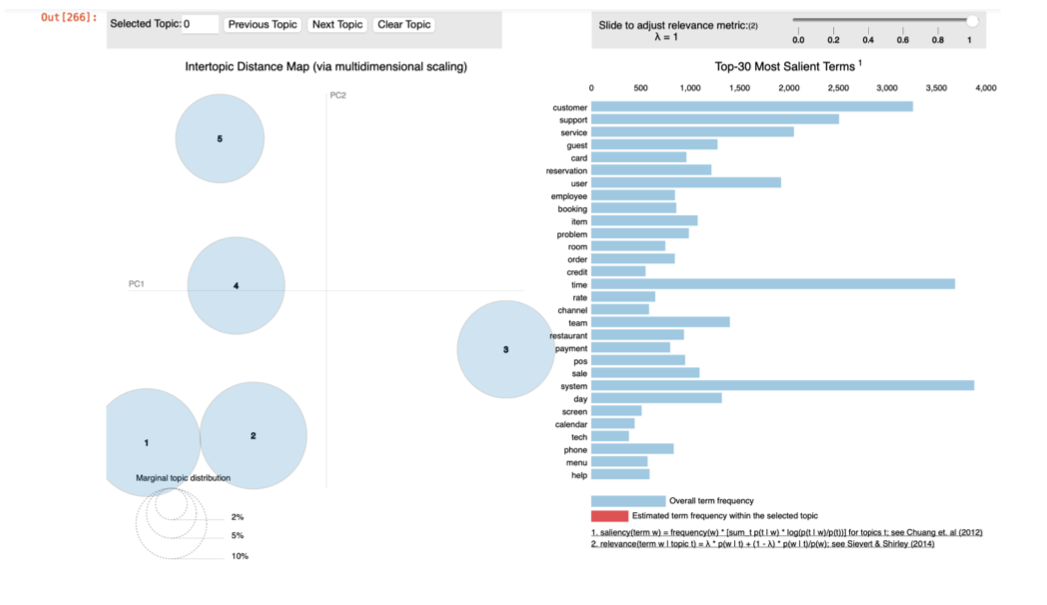 Out[266]:
Selected Topic: 0 Previous Topic Next Topic Clear Topic
Slide to adjust relevance metric:(2)
λ = 1
0.0 0.2 0.4 0.6 0.8 1
Intertopic Distance Map (via multidimensional scaling)
PC2
PC1
5
4
3
1
2
Marginal topic distribution
2%
5%
10%
Top-30 Most Salient Terms 1
0 500 1,000 1,500 2,000 2,500 3,000 3,500 4,000
customer
support
service
guest
card
reservation
user
employee
booking
item
problem
room
order
credit
time
rate
channel
team
restaurant
payment
pos
sale
system
day
screen
calendar
tech
phone
menu
help
Overall term frequency
Estimated term frequency within the selected topic
1. saliency(term w) = frequency(w) * [sum_t p(t | w) * log(p(t | w)/p(t))] for topics t; see Chuang et. al (2012)
2. relevance(term w | topic t) = λ * p(w | t) + (1 - λ) * p(w | t)/p(w); see Sievert & Shirley (2014)